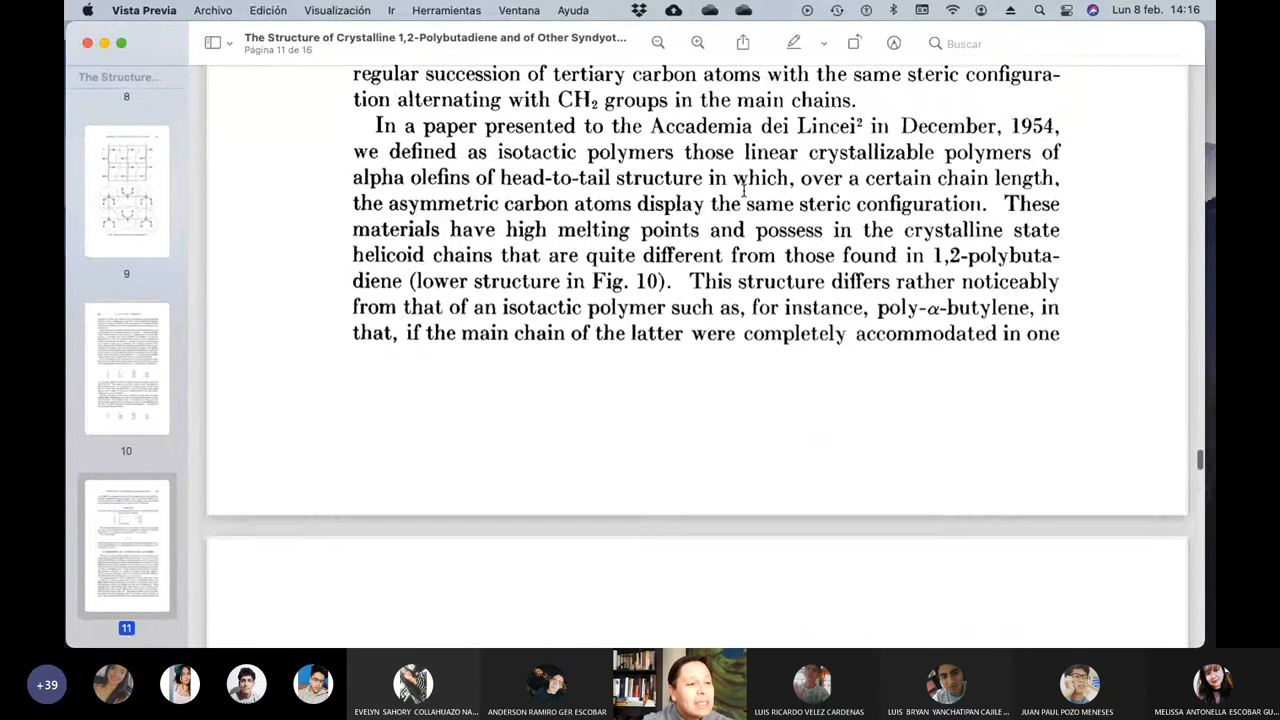 Vista Previa Archivo Edición Visualización Ir Herramientas Ventana Ayuda Lun 8 feb. 14:16
The Structure of Crystalline 1,2-Polybutadiene and of Other Syndyot...
Página 11 de 16
Buscar
The Structure...
8
9
10
11
regular succession of tertiary carbon atoms with the same steric configura-
tion alternating with CH₂ groups in the main chains.
In a paper presented to the Accademia dei Lincei² in December, 1954,
we defined as isotactic polymers those linear crystallizable polymers of
alpha olefins of head-to-tail structure in which, over a certain chain length,
the asymmetric carbon atoms display the same steric configuration. These
materials have high melting points and possess in the crystalline state
helicoid chains that are quite different from those found in 1,2-polybuta-
diene (lower structure in Fig. 10). This structure differs rather noticeably
from that of an isotactic polymer such as, for instance, poly-α-butylene, in
that, if the main chain of the latter were completely accommodated in one
+39
EVELYN SAHORY COLLAHUAZO NA...
ANDERSON RAMIRO GER ESCOBAR
LUIS RICARDO VELEZ CARDENAS
LUIS BRYAN YANCHATIPAN CAJILE...
JUAN PAUL POZO MENESES
MELISSA ANTONELLA ESCOBAR GU...